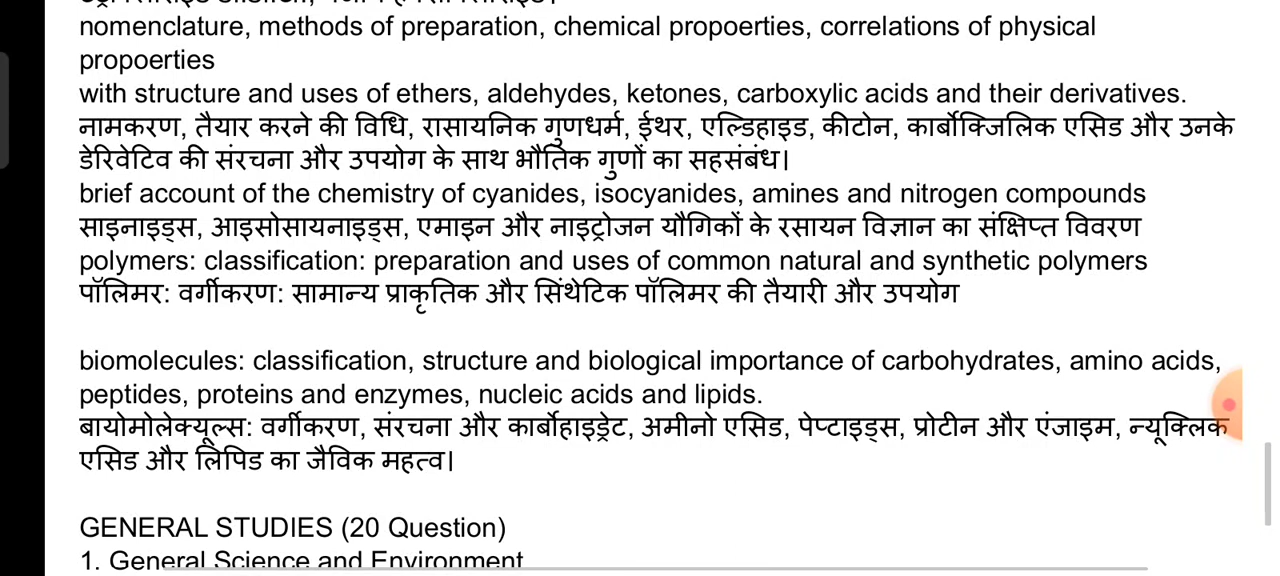 nomenclature, methods of preparation, chemical propoerties, correlations of physical
propoerties
with structure and uses of ethers, aldehydes, ketones, carboxylic acids and their derivatives.
नामकरण, तैयार करने की विधि, रासायनिक गुणधर्म, ईथर, एल्डिहाइड, कीटोन, कार्बोक्जिलिक एसिड और उनके
डेरिवेटिव की संरचना और उपयोग के साथ भौतिक गुणों का सहसंबंध।
brief account of the chemistry of cyanides, isocyanides, amines and nitrogen compounds
साइनाइड्स, आइसोसायनाइड्स, एमाइन और नाइट्रोजन यौगिकों के रसायन विज्ञान का संक्षिप्त विवरण
polymers: classification: preparation and uses of common natural and synthetic polymers
पॉलिमर: वर्गीकरण: सामान्य प्राकृतिक और सिंथेटिक पॉलिमर की तैयारी और उपयोग
biomolecules: classification, structure and biological importance of carbohydrates, amino acids,
peptides, proteins and enzymes, nucleic acids and lipids.
बायोमोलेक्यूल्स: वर्गीकरण, संरचना और कार्बोहाइड्रेट, अमीनो एसिड, पेप्टाइड्स, प्रोटीन और एंजाइम, न्यूक्लिक
एसिड और लिपिड का जैविक महत्व।
GENERAL STUDIES (20 Question)
1. General Science and Environment